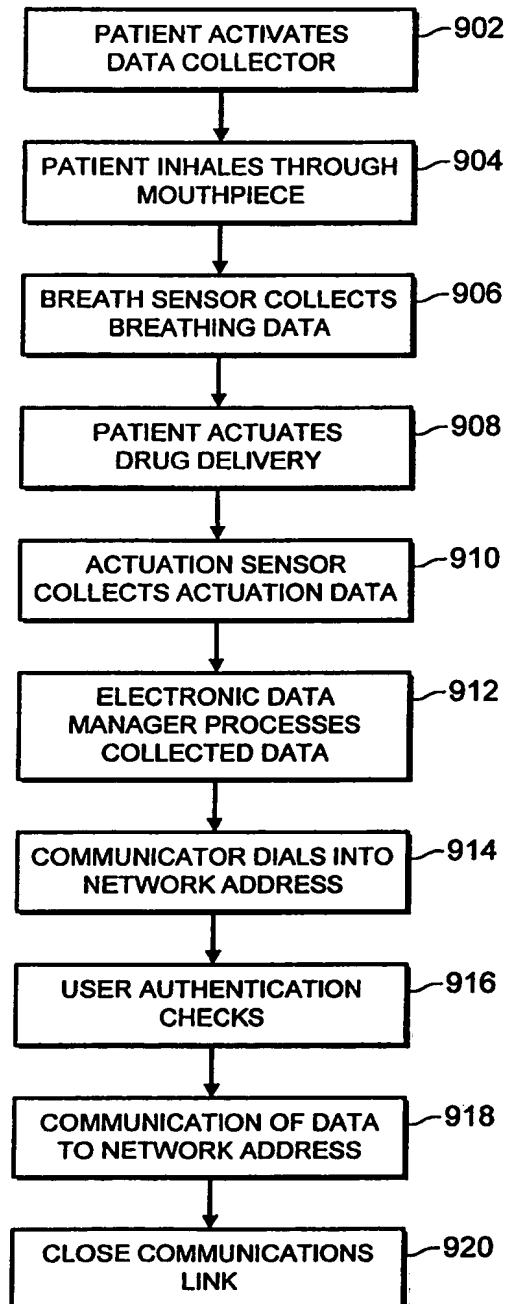 PATIENT ACTIVATES
DATA COLLECTOR
902
PATIENT INHALES THROUGH
MOUTHPIECE
904
BREATH SENSOR COLLECTS
BREATHING DATA
906
PATIENT ACTUATES
DRUG DELIVERY
908
ACTUATION SENSOR
COLLECTS ACTUATION DATA
910
ELECTRONIC DATA
MANAGER PROCESSES
COLLECTED DATA
912
COMMUNICATOR DIALS INTO
NETWORK ADDRESS
914
USER AUTHENTICATION
CHECKS
916
COMMUNICATION OF DATA
TO NETWORK ADDRESS
918
CLOSE COMMUNICATIONS
LINK
920